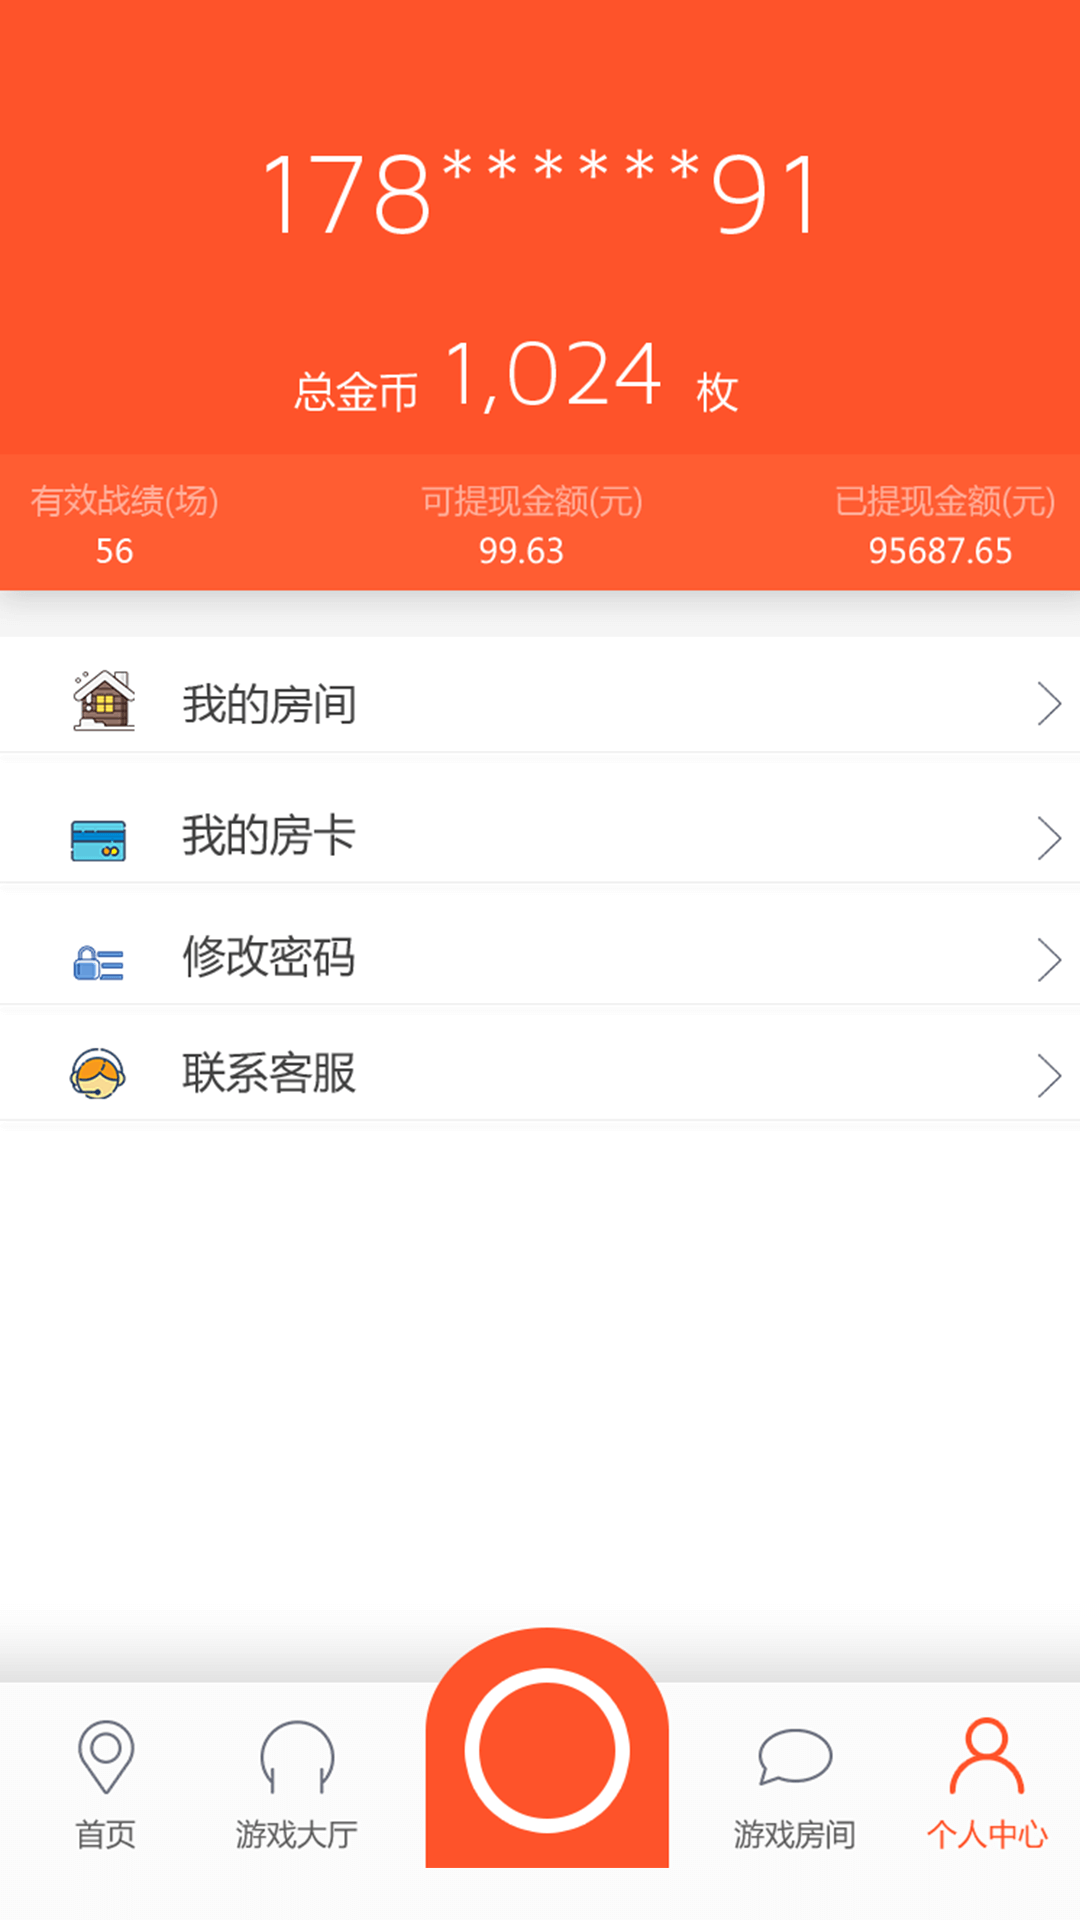 178******91
总金币 1,024 枚
有效战绩(场) 可提现金额(元) 已提现金额(元)
56 99.63 95687.65
我的房间
我的房卡
修改密码
联系客服
首页 游戏大厅 游戏房间 个人中心